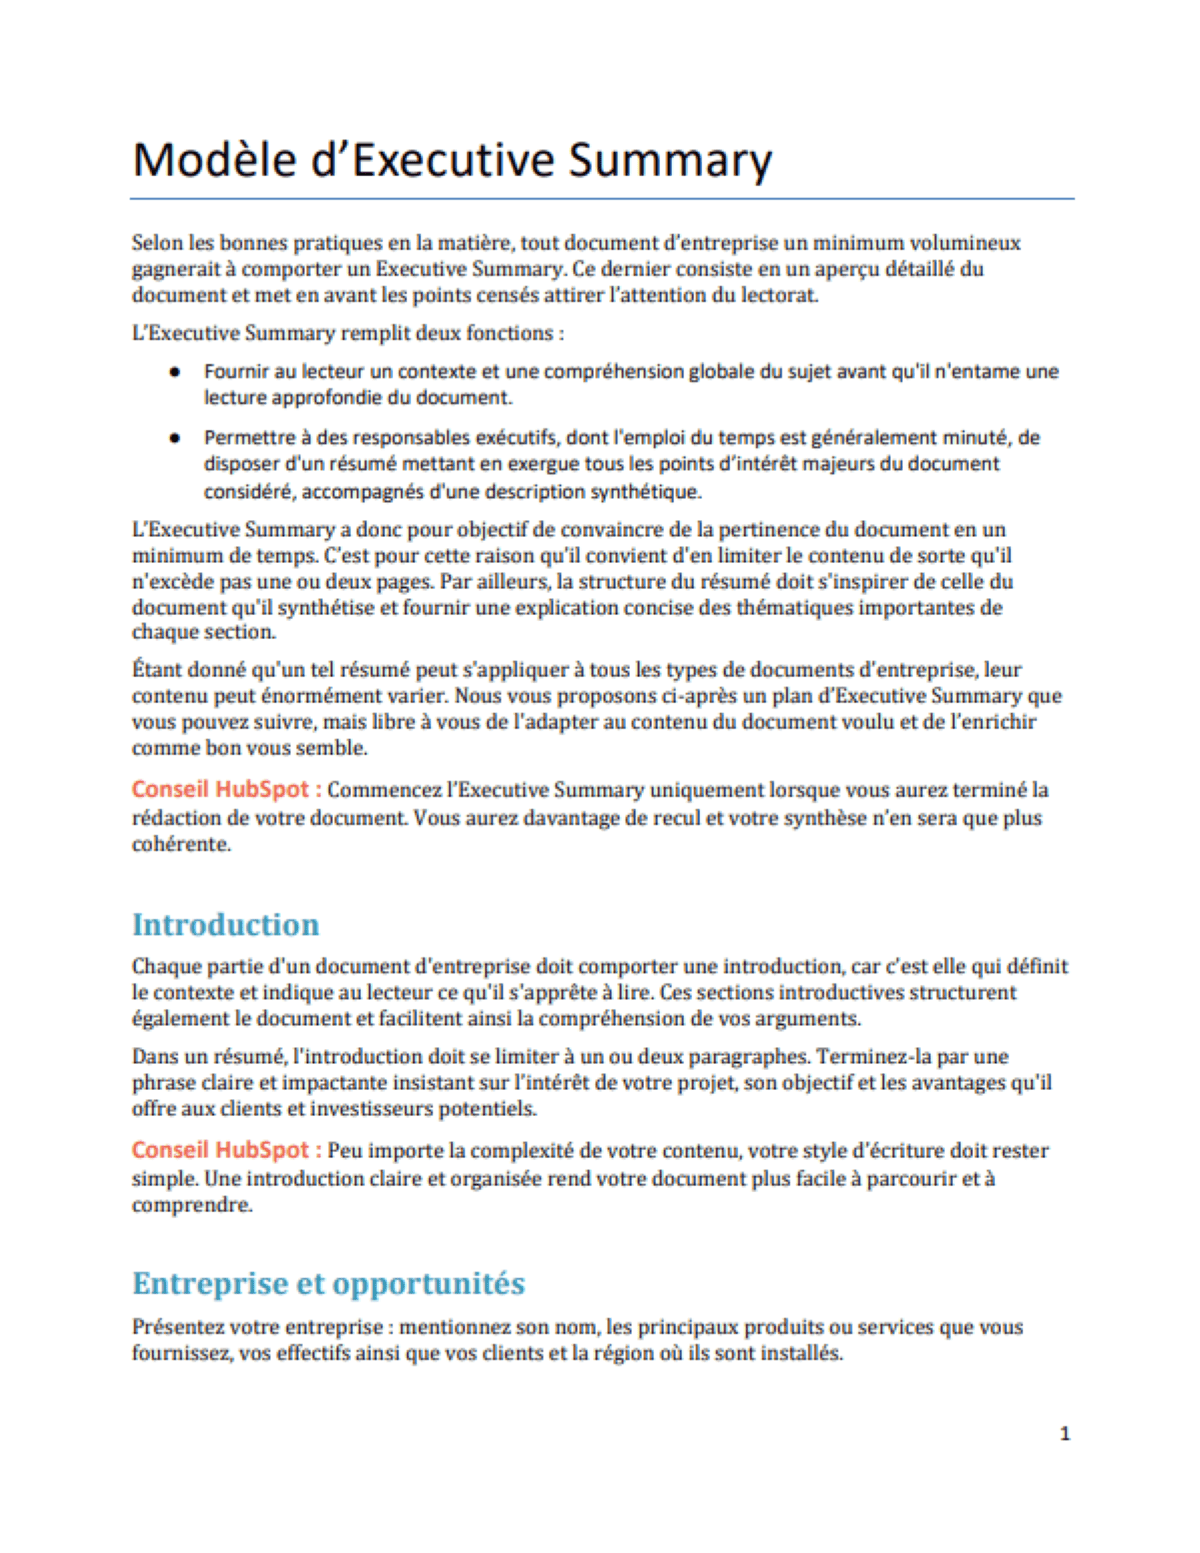 Modèle d’Executive Summary
Selon les bonnes pratiques en la matière, tout document d’entreprise un minimum volumineux
gagnerait à comporter un Executive Summary. Ce dernier consiste en un aperçu détaillé du
document et met en avant les points censés attirer l’attention du lectorat.
L’Executive Summary remplit deux fonctions :
● Fournir au lecteur un contexte et une compréhension globale du sujet avant qu'il n'entame une
lecture approfondie du document.
● Permettre à des responsables exécutifs, dont l'emploi du temps est généralement minuté, de
disposer d'un résumé mettant en exergue tous les points d’intérêt majeurs du document
considéré, accompagnés d'une description synthétique.
L’Executive Summary a donc pour objectif de convaincre de la pertinence du document en un
minimum de temps. C’est pour cette raison qu'il convient d'en limiter le contenu de sorte qu'il
n'excède pas une ou deux pages. Par ailleurs, la structure du résumé doit s'inspirer de celle du
document qu'il synthétise et fournir une explication concise des thématiques importantes de
chaque section.
Étant donné qu'un tel résumé peut s'appliquer à tous les types de documents d’entreprise, leur
contenu peut énormément varier. Nous vous proposons ci-après un plan d’Executive Summary que
vous pouvez suivre, mais libre à vous de l'adapter au contenu du document voulu et de l’enrichir
comme bon vous semble.
Conseil HubSpot : Commencez l’Executive Summary uniquement lorsque vous aurez terminé la
rédaction de votre document. Vous aurez davantage de recul et votre synthèse n’en sera que plus
cohérente.
Introduction
Chaque partie d'un document d'entreprise doit comporter une introduction, car c’est elle qui définit
le contexte et indique au lecteur ce qu'il s'apprête à lire. Ces sections introductives structurent
également le document et facilitent ainsi la compréhension de vos arguments.
Dans un résumé, l'introduction doit se limiter à un ou deux paragraphes. Terminez-la par une
phrase claire et impactante insistant sur l’intérêt de votre projet, son objectif et les avantages qu'il
offre aux clients et investisseurs potentiels.
Conseil HubSpot : Peu importe la complexité de votre contenu, votre style d’écriture doit rester
simple. Une introduction claire et organisée rend votre document plus facile à parcourir et à
comprendre.
Entreprise et opportunités
Présentez votre entreprise : mentionnez son nom, les principaux produits ou services que vous
fournissez, vos effectifs ainsi que vos clients et la région où ils sont installés.
1